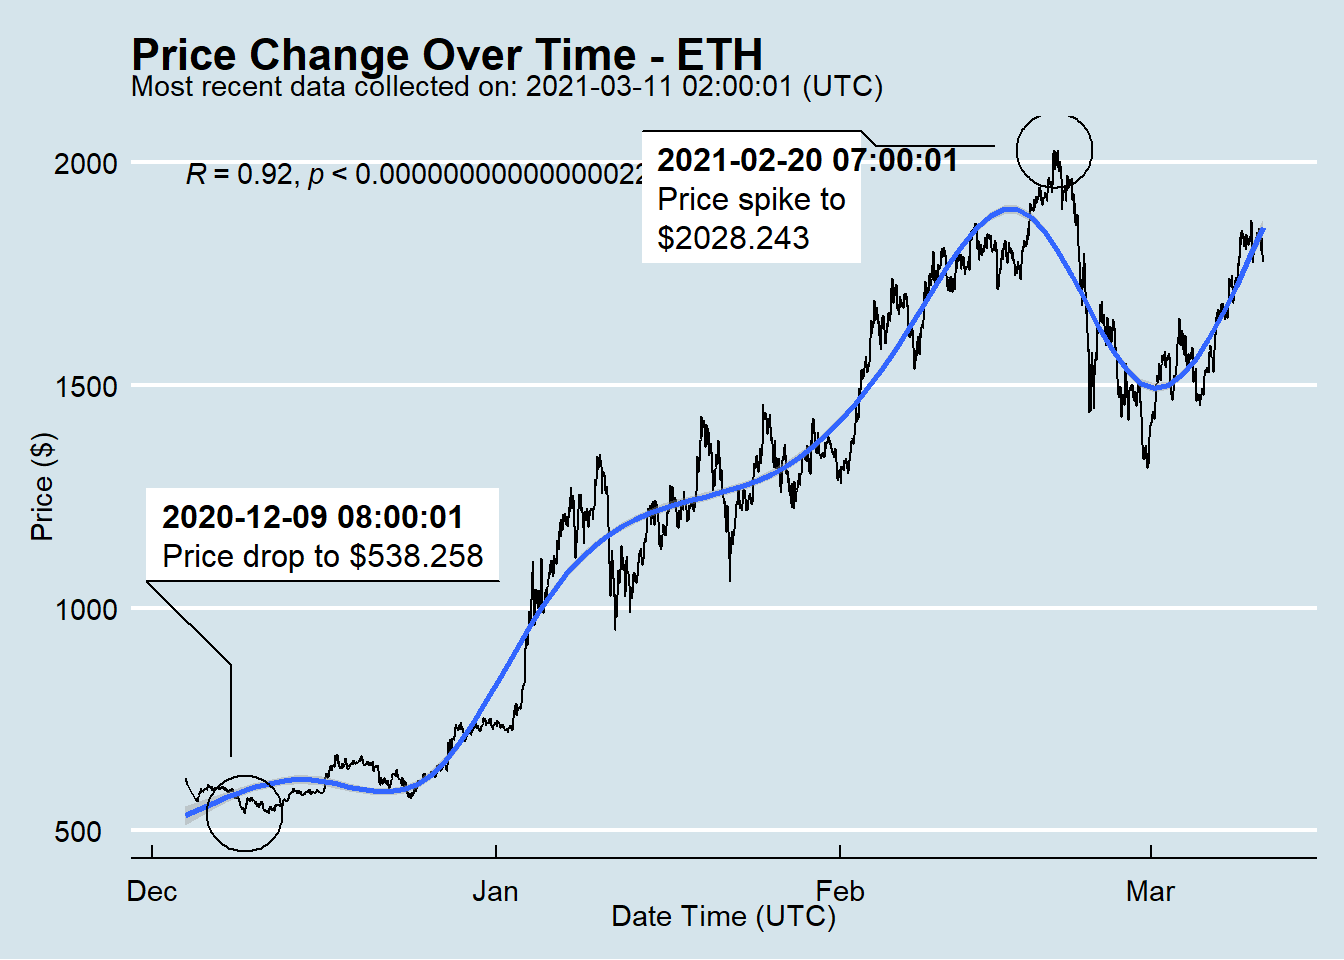 Price Change Over Time - ETH
Most recent data collected on: 2021-03-11 02:00:01 (UTC)
R = 0.92, p < 0.00000000000000022
2021-02-20 07:00:01
Price spike to
$2028.243
2020-12-09 08:00:01
Price drop to $538.258
Price ($)
2000
1500
1000
500
Dec
Jan
Feb
Mar
Date Time (UTC)